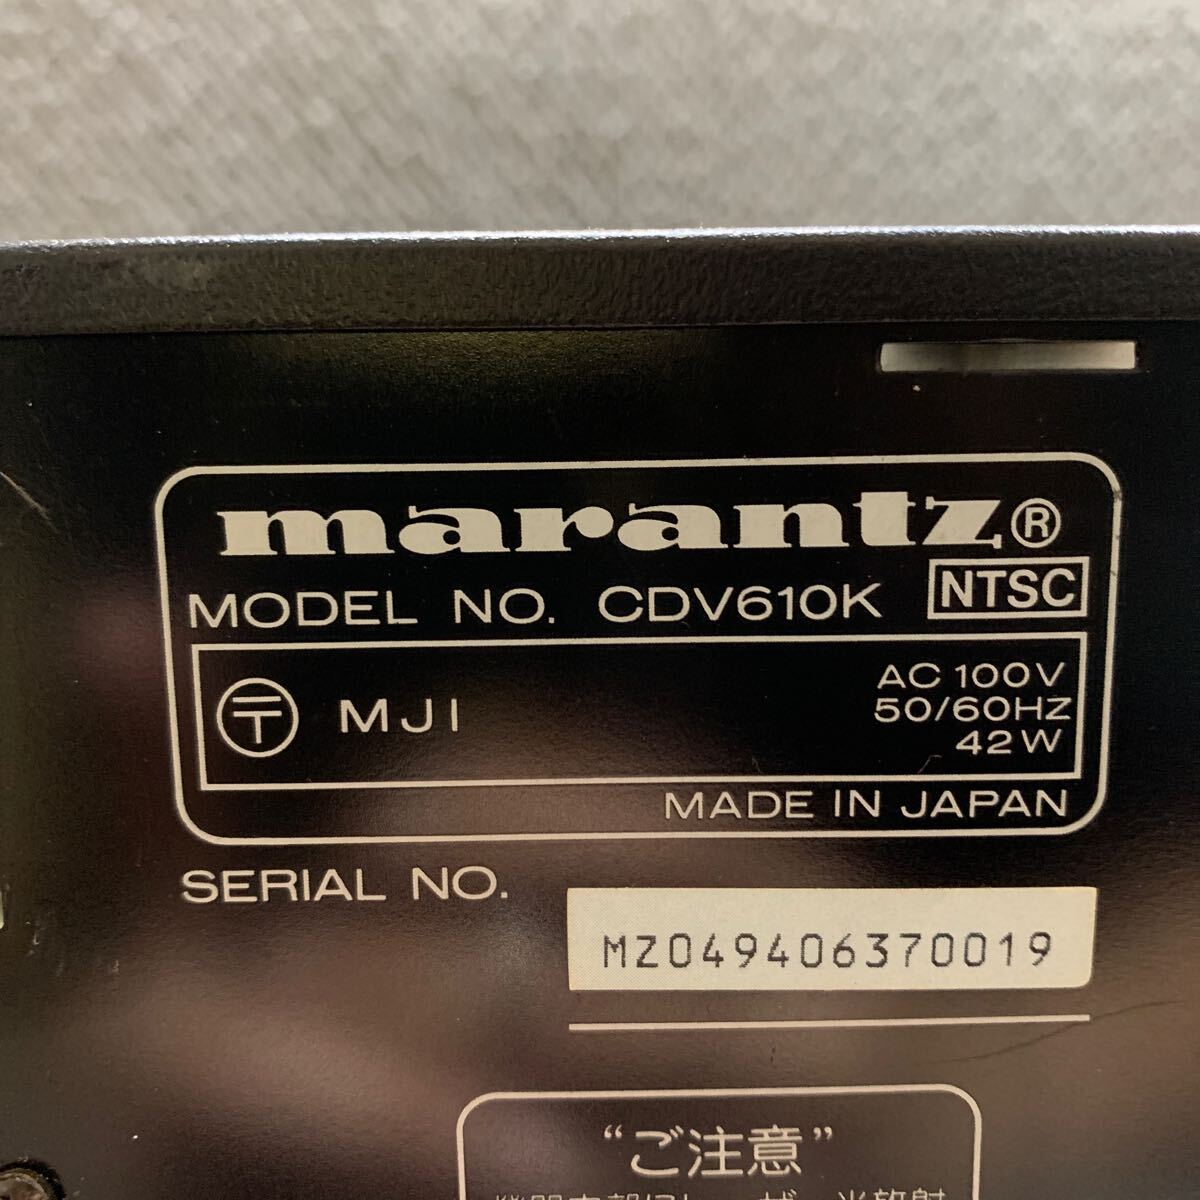 marantz®
MODEL NO. CDV610K NTSC
〒 MJI
AC 100V
50/60HZ
42W
MADE IN JAPAN
SERIAL NO.
MZ049406370019
“ご注意”